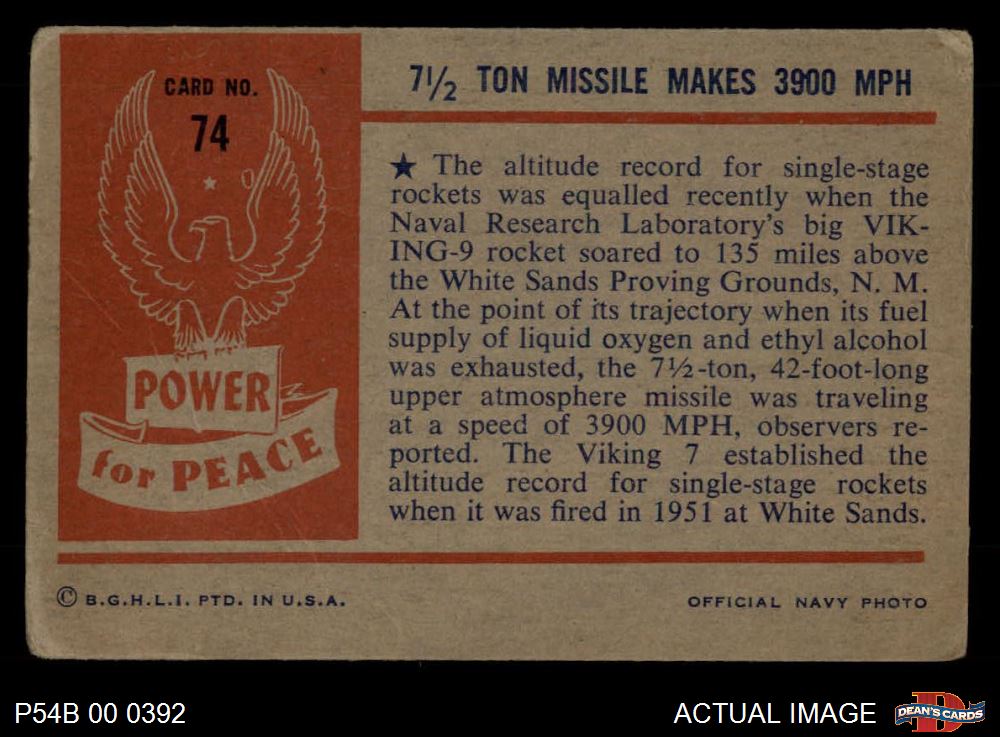 CARD NO.
74
POWER
for PEACE
7½ TON MISSILE MAKES 3900 MPH
★ The altitude record for single-stage
rockets was equalled recently when the
Naval Research Laboratory's big VIK-
ING-9 rocket soared to 135 miles above
the White Sands Proving Grounds, N. M.
At the point of its trajectory when its fuel
supply of liquid oxygen and ethyl alcohol
was exhausted, the 7½-ton, 42-foot-long
upper atmosphere missile was traveling
at a speed of 3900 MPH, observers re-
ported. The Viking 7 established the
altitude record for single-stage rockets
when it was fired in 1951 at White Sands.
© B.G.H.L.I. PTD. IN U.S.A.
OFFICIAL NAVY PHOTO
P54B 00 0392
ACTUAL IMAGE
D
DEAN'S CARDS